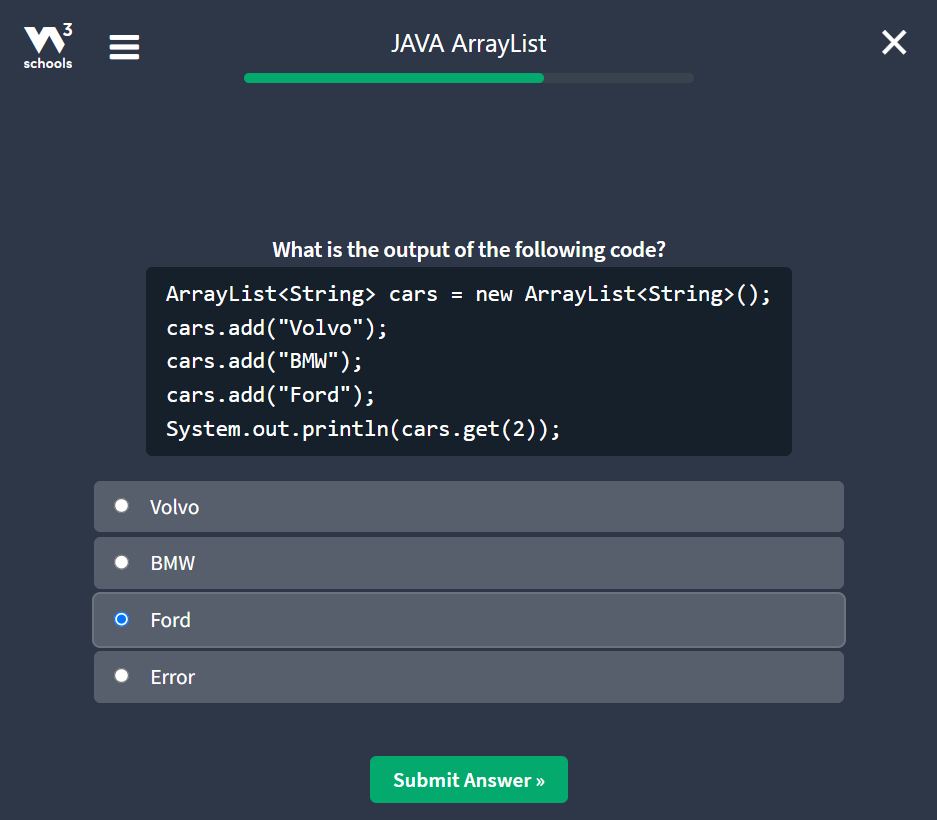 3
schools
JAVA ArrayList
What is the output of the following code?
ArrayList<String> cars = new ArrayList<String>();
cars.add("Volvo");
cars.add("BMW");
cars.add("Ford");
System.out.println(cars.get(2));
Volvo
BMW
Ford
Error
Submit Answer »